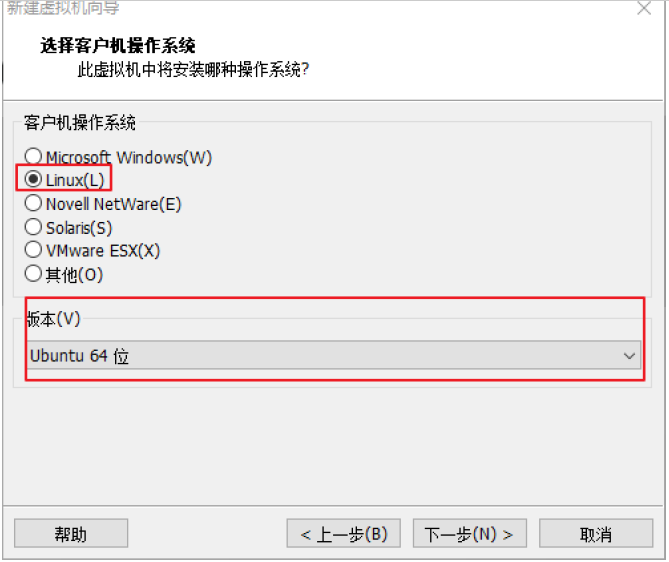 新建虚拟机向导
选择客户机操作系统
此虚拟机中将安装哪种操作系统?
客户机操作系统
Microsoft Windows(W)
Linux(L)
Novell NetWare(E)
Solaris(S)
VMware ESX(X)
其他(O)
版本(V)
Ubuntu 64 位
帮助
< 上一步(B)
下一步(N) >
取消